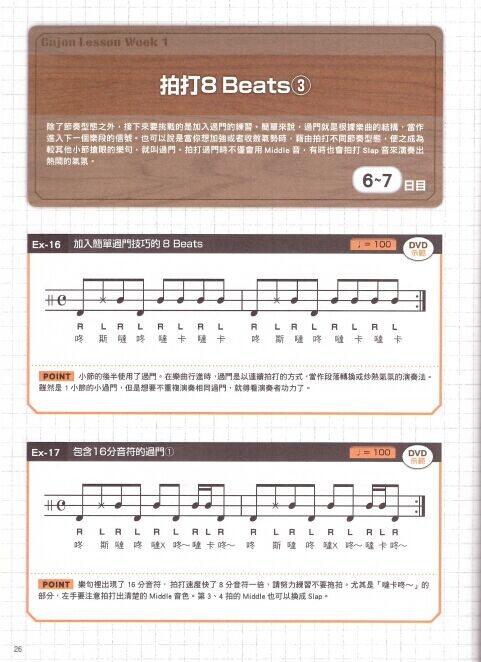 Cajon Lesson Week 1
拍打8 Beats③
除了節奏型態之外，接下來要挑戰的是加入過門的練習。簡單來說，過門就是根據樂曲的結構，當作
進入下一個樂段的信號。也可以說是當你想加強或者收斂氣勢時，藉由拍打不同節奏型態，使之成為
較其他小節搶眼的樂句，就叫過門。拍打過門時不僅會用 Middle 音，有時也會拍打 Slap 音來演奏出
熱鬧的氣氛。
6~7 日目
Ex-16 加入簡單過門技巧的 8 Beats ♩= 100 DVD 示範
R L R L R L R L R L R L R L R L
咚 斯 噠 咚 噠 卡 噠 卡 咚 斯 噠 咚 噠 卡 噠 卡
POINT 小節的後半使用了過門。在樂曲行進時，過門是以連續拍打的方式，當作段落轉換或炒熱氣氛的演奏法。
雖然是 1 小節的小過門，但是想要不重複演奏相同過門，就得看演奏者功力了。
Ex-17 包含16分音符的過門① ♩= 100 DVD 示範
R L R L R R R L R R L R L R R R L R
咚 斯 噠 咚 噠X 咚～ 噠 卡 咚～ 咚 斯 噠 咚 噠X 咚～ 噠 卡 咚～
POINT 樂句裡出現了 16 分音符，拍打速度快了 8 分音符一倍，請努力練習不要拖拍。尤其是「噠卡咚～」的
部分，左手要注意拍打出清楚的 Middle 音色。第 3、4 拍的 Middle 也可以換成 Slap。
26